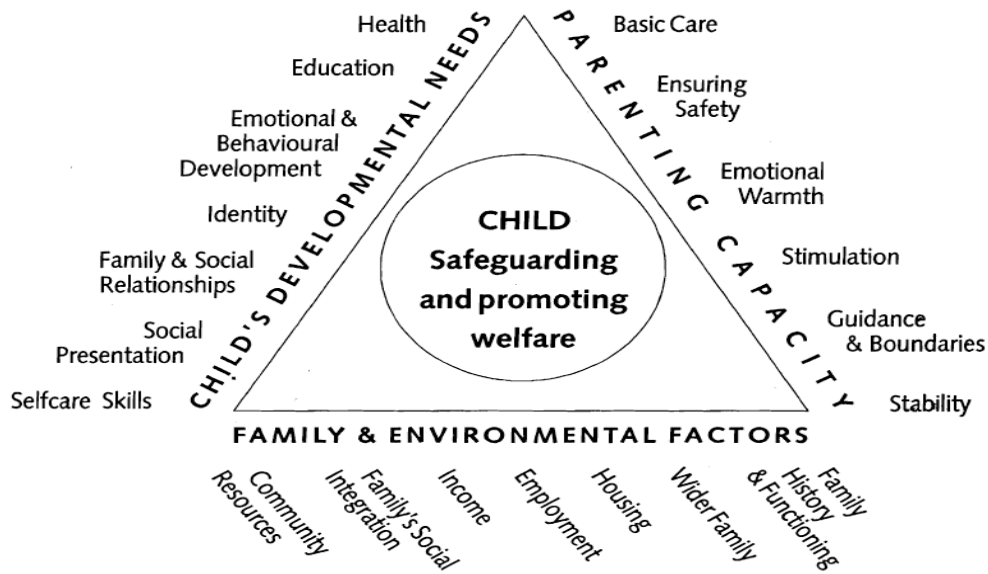 Health
Education
Emotional &
Behavioural
Development
Identity
Family & Social
Relationships
Social
Presentation
Selfcare Skills
CHILD'S DEVELOPMENTAL NEEDS
CHILD
Safeguarding
and promoting
welfare
PARENTING CAPACITY
Basic Care
Ensuring
Safety
Emotional
Warmth
Stimulation
Guidance
& Boundaries
Stability
FAMILY & ENVIRONMENTAL FACTORS
Community
Resources
Family's Social
Integration
Income
Employment
Housing
Wider Family
Family
History
& Functioning